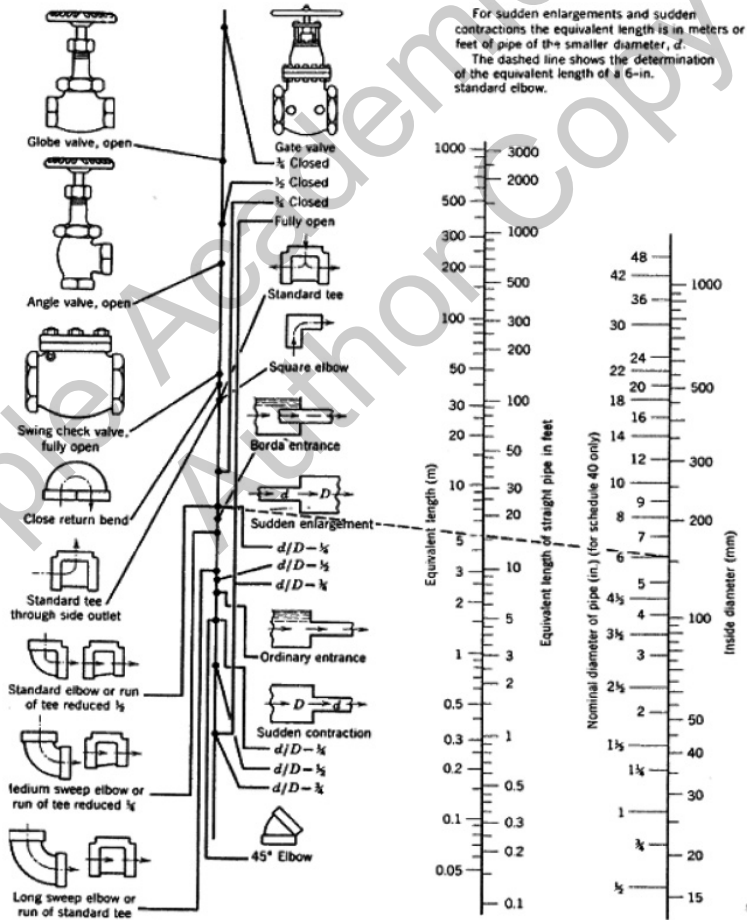 For sudden enlargements and sudden
contractions the equivalent length is in meters or
feet of pipe of the smaller diameter, d.
The dashed line shows the determination
of the equivalent length of a 6-in.
standard elbow.
Globe valve, open
Angle valve, open
Swing check valve,
fully open
Close return bend
Standard tee
through side outlet
Standard elbow or run
of tee reduced ½
ledium sweep elbow or
run of tee reduced ¼
Long sweep elbow or
run of standard tee
Gate valve
¾ Closed
½ Closed
¼ Closed
Fully open
Standard tee
Square elbow
Borda entrance
d D
Sudden enlargement
d/D–¼
d/D–½
d/D–¾
Ordinary entrance
D d
Sudden contraction
d/D–¼
d/D–½
d/D–¾
45° Elbow
Equivalent length (m)
1000
500
300
200
100
50
30
20
10
5
3
2
1
0.5
0.3
0.2
0.1
0.05
Equivalent length of straight pipe in feet
3000
2000
1000
500
300
200
100
50
30
20
10
5
3
2
1
0.5
0.3
0.2
0.1
Nominal diameter of pipe (in.) (for schedule 40 only)
48
42
36
30
24
22
20
18
16
14
12
10
9
8
7
6
5
4½
4
3½
3
2½
2
1½
1¼
1
¾
½
Inside diameter (mm)
1000
500
300
200
100
50
40
30
20
15
ple Academi
Author Copy